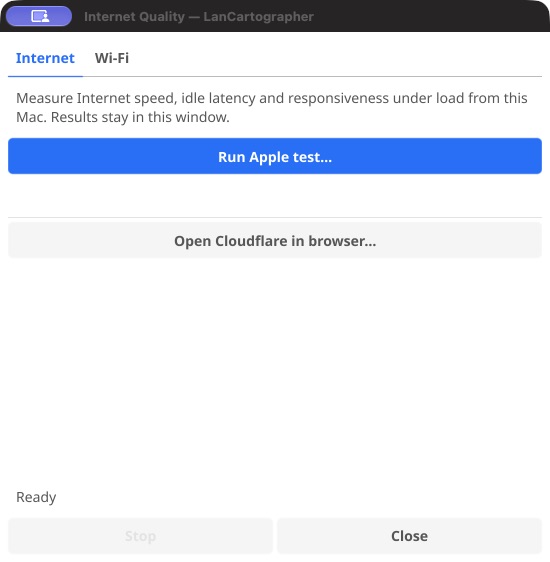 Internet Quality — LanCartographer
Internet Wi-Fi
Measure Internet speed, idle latency and responsiveness under load from this
Mac. Results stay in this window.
Run Apple test...
Open Cloudflare in browser...
Ready
Stop Close